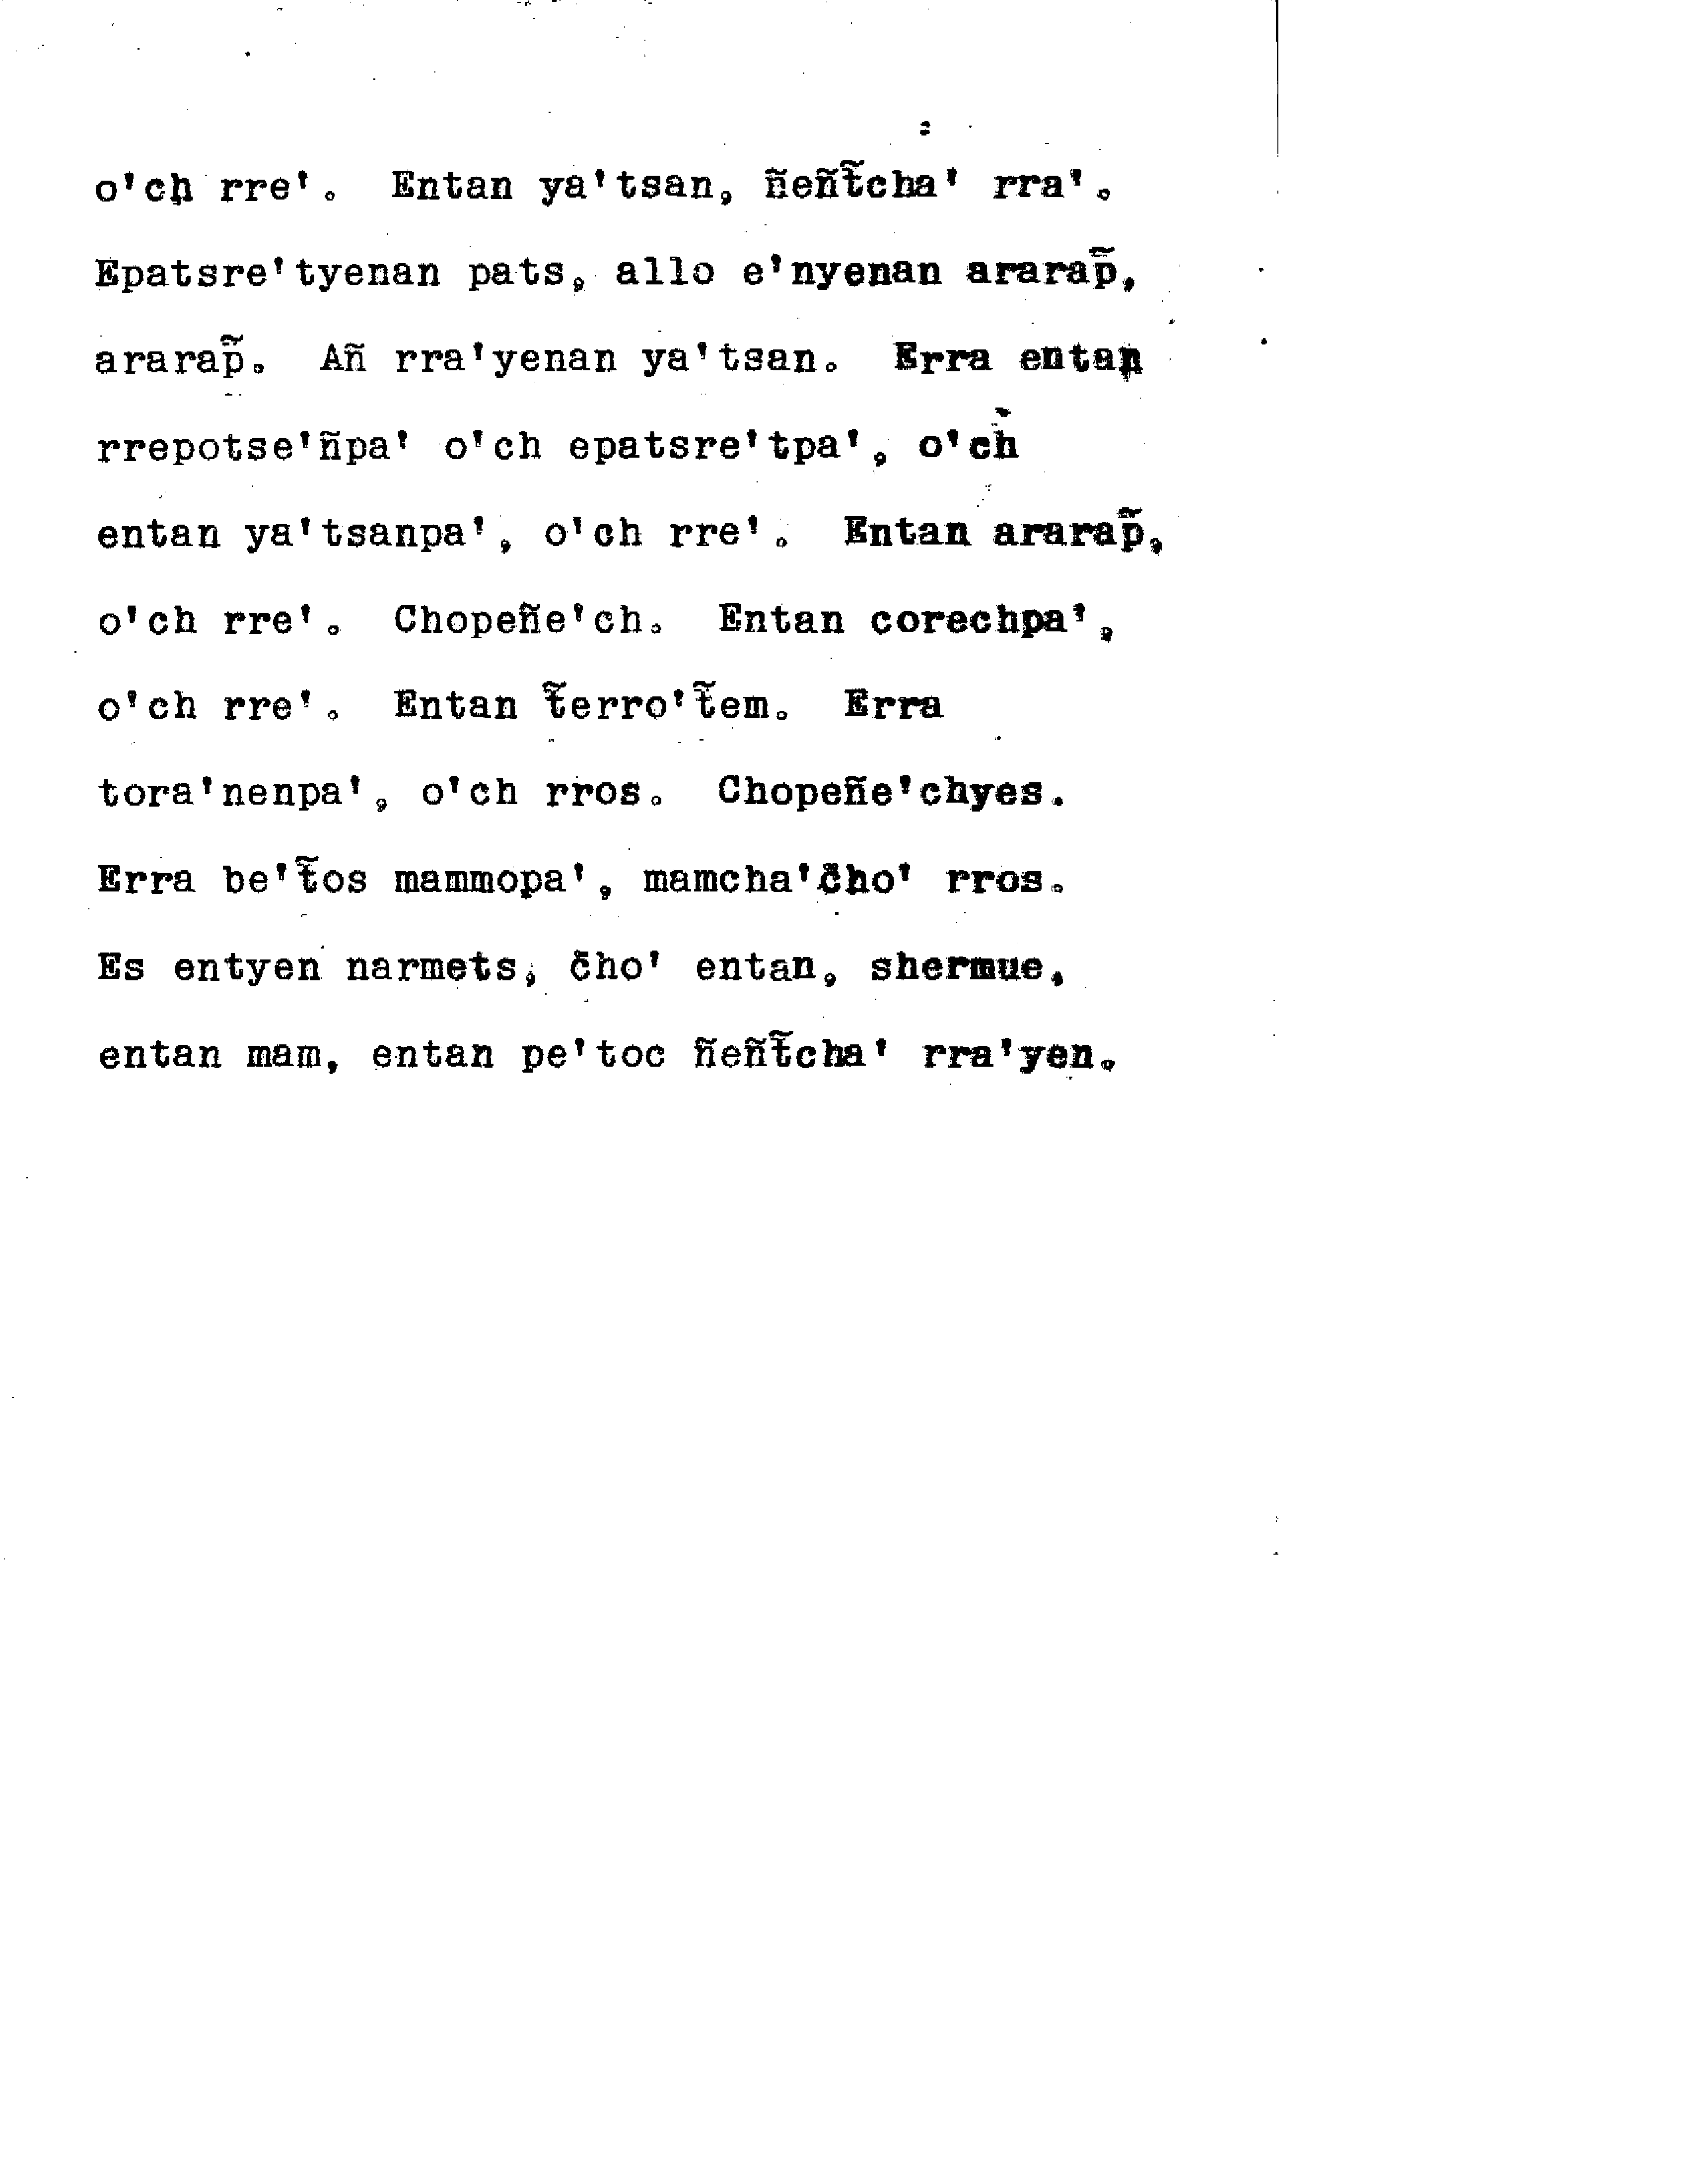 o'ch rre'. Entan ya'tsan, ñeñt̃cha' rra'.
Epatsre'tyenan pats, allo e'nyenan ararap̃,
ararap̃. Añ rra'yenan ya'tsan. Erra entan
rrepotse'ñpa' o'ch epatsre'tpa', o'ch
entan ya'tsanpa', o'ch rre'. Entan ararap̃,
o'ch rre'. Chopeñe'ch. Entan corechpa',
o'ch rre'. Entan t̃erro't̃em. Erra
tora'nenpa', o'ch rros. Chopeñe'chyes.
Erra be't̃os mammopa', mamcha'c̃ho' rros.
Es entyen narmets, c̃ho' entan, shermue,
entan mam, entan pe'toc ñeñt̃cha' rra'yen.